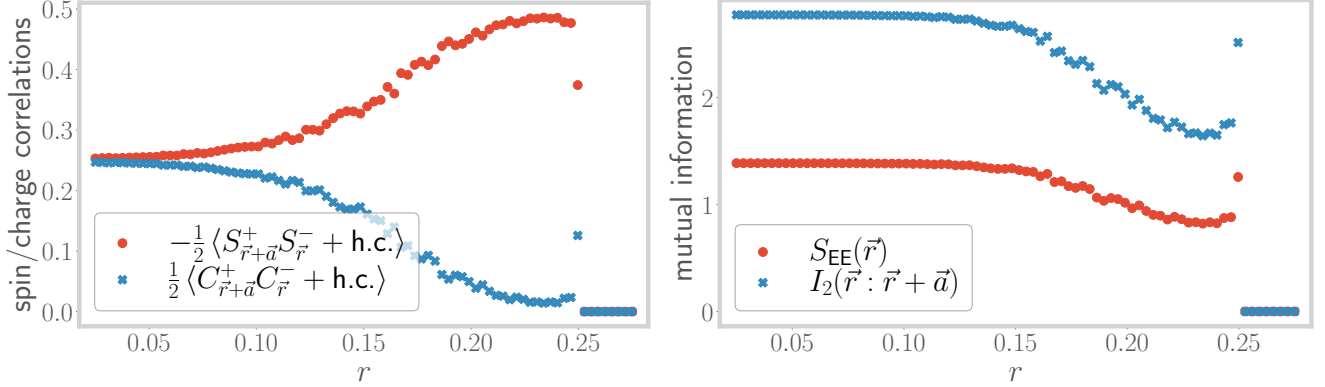 spin/charge correlations
0.5
0.4
0.3
0.2
0.1
0.0
−½⟨S⁺_{r⃗+a⃗} S⁻_{r⃗} + h.c.⟩
½⟨C⁺_{r⃗+a⃗} C⁻_{r⃗} + h.c.⟩
0.05 0.10 0.15 0.20 0.25
r
mutual information
2
1
0
S_{EE}(r⃗)
I₂(r⃗ : r⃗ + a⃗)
0.05 0.10 0.15 0.20 0.25
r